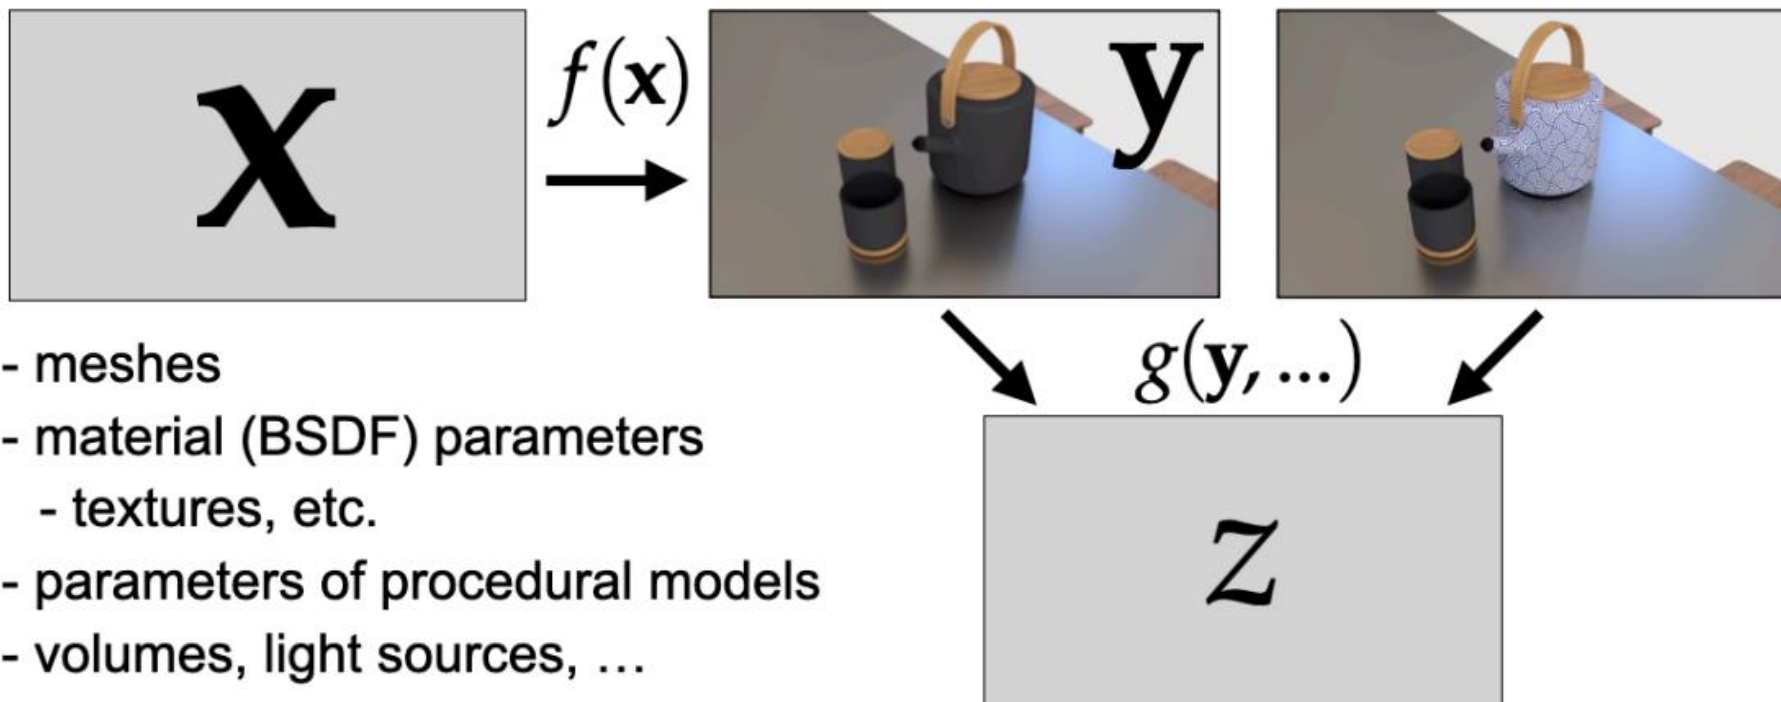 x
f(x)
y
- meshes
- material (BSDF) parameters
- textures, etc.
- parameters of procedural models
- volumes, light sources, …
g(y, ...)
z